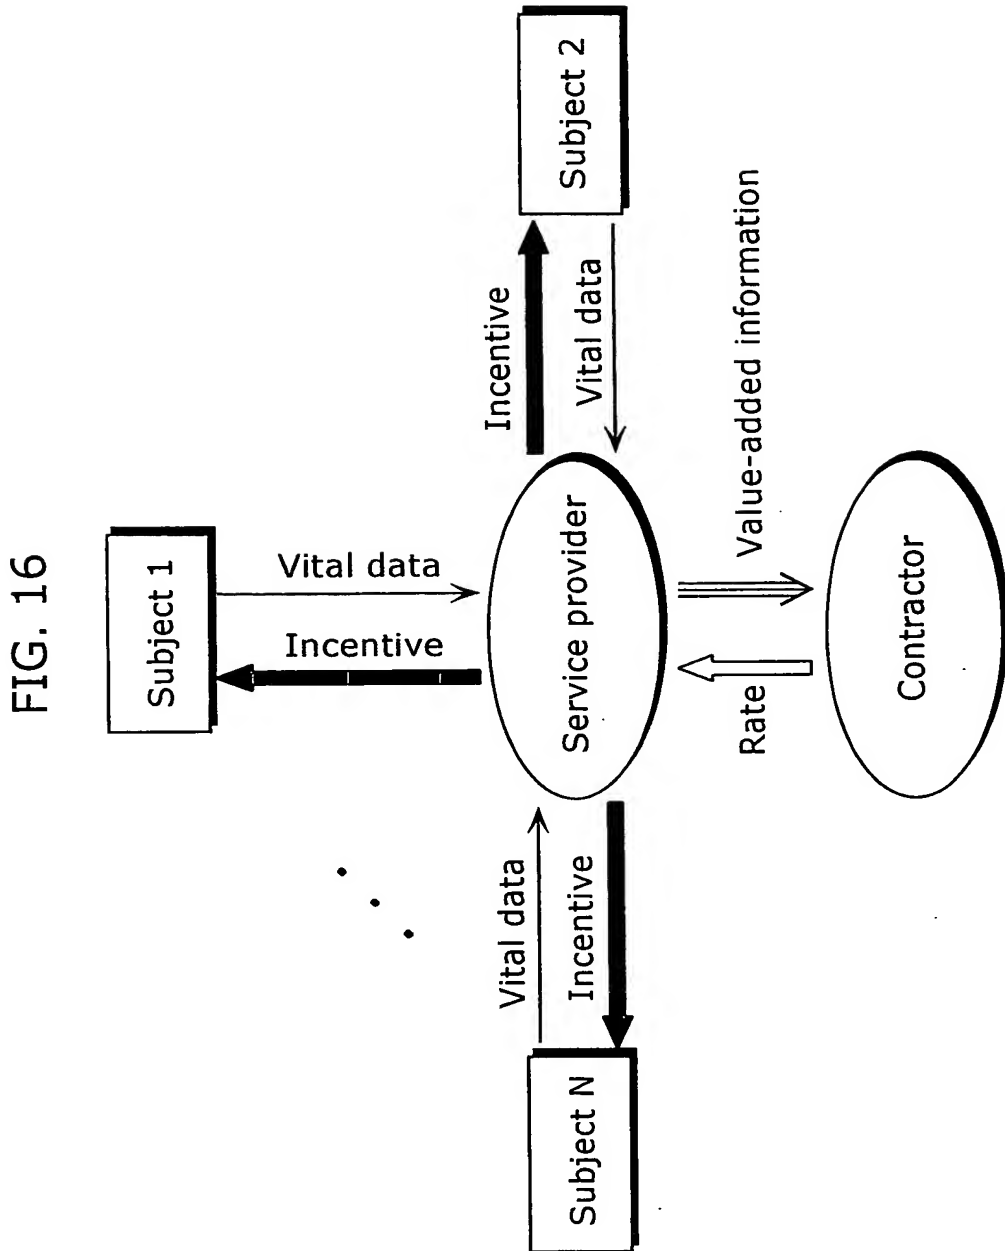 FIG. 16
Subject 1
Vital data
Incentive
Subject 2
Incentive
Vital data
Service provider
Vital data
Incentive
Subject N
Value-added information
Rate
Contractor